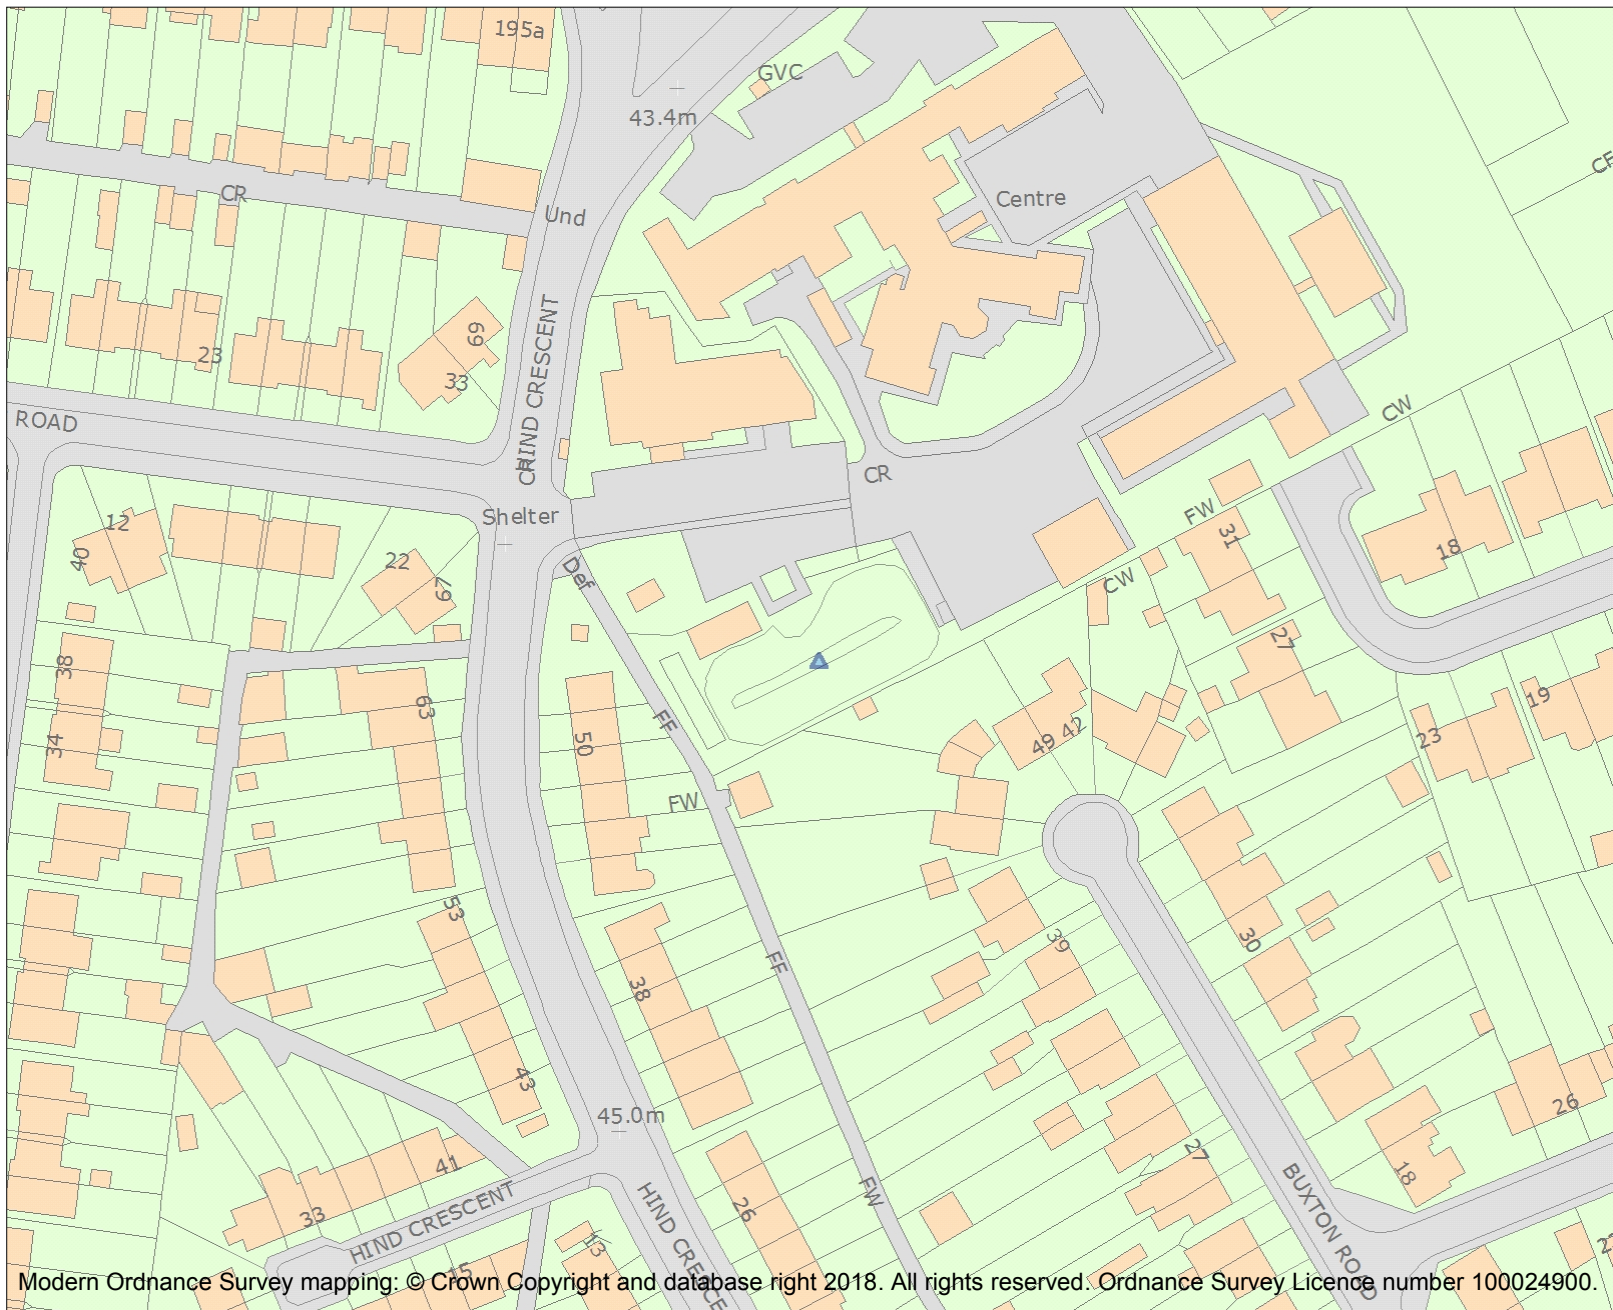 195a
GVC
43.4m
CR
Centre
Und
CR
HIND CRESCENT
69
33
23
ROAD
CW
CR
CR
Shelter
FW
31
18
12
40
22
67
Def
CW
27
38
63
34
50
FF
49
42
23
19
FW
53
39
30
38
FF
43
45.0m
26
41
27
18
33
HIND CRESCENT
HIND CRESCE
26
FW
BUXTON ROAD
13
15
Modern Ordnance Survey mapping: © Crown Copyright and database right 2018. All rights reserved. Ordnance Survey Licence number 100024900.